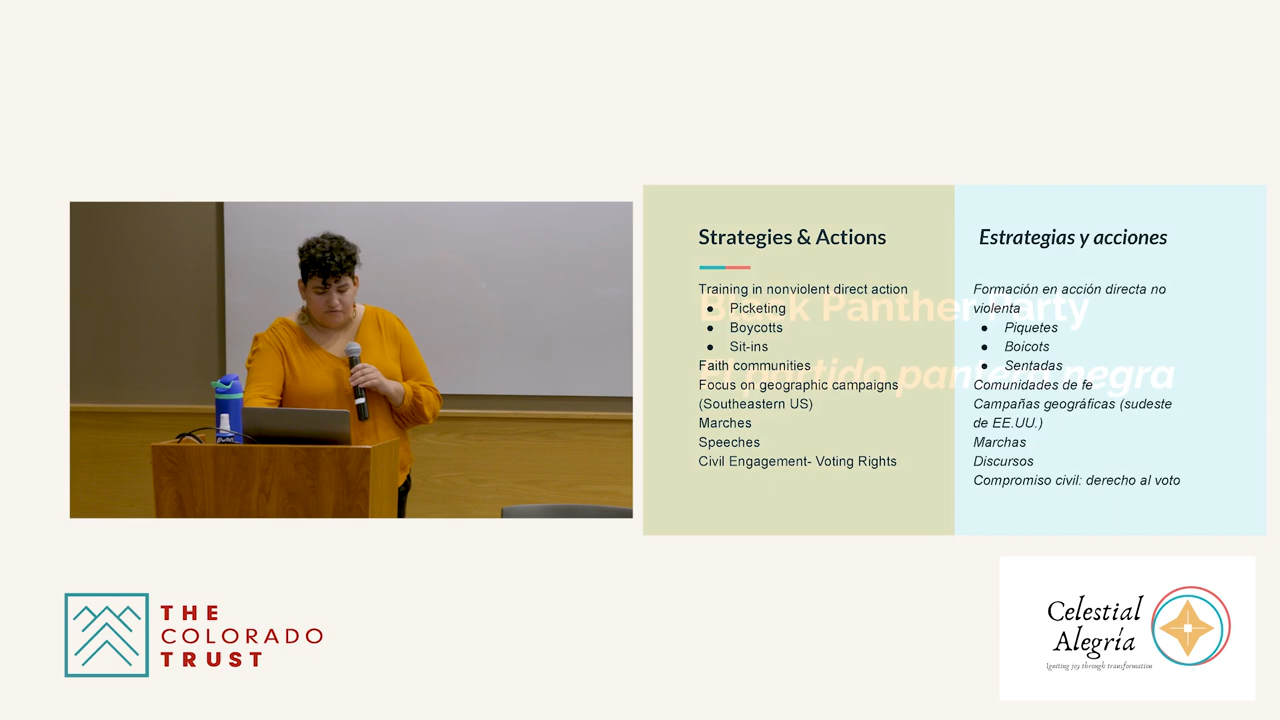 Strategies & Actions
Training in nonviolent direct action
● Picketing
● Boycotts
● Sit-ins
Faith communities
Focus on geographic campaigns
(Southeastern US)
Marches
Speeches
Civil Engagement- Voting Rights
Estrategias y acciones
Formación en acción directa no
violenta
● Piquetes
● Boicots
● Sentadas
Comunidades de fe
Campañas geográficas (sudeste
de EE.UU.)
Marchas
Discursos
Compromiso civil: derecho al voto
Black Panther Party
El partido pantera negra
THE
COLORADO
TRUST
Celestial
Alegría
Igniting joy through transformation